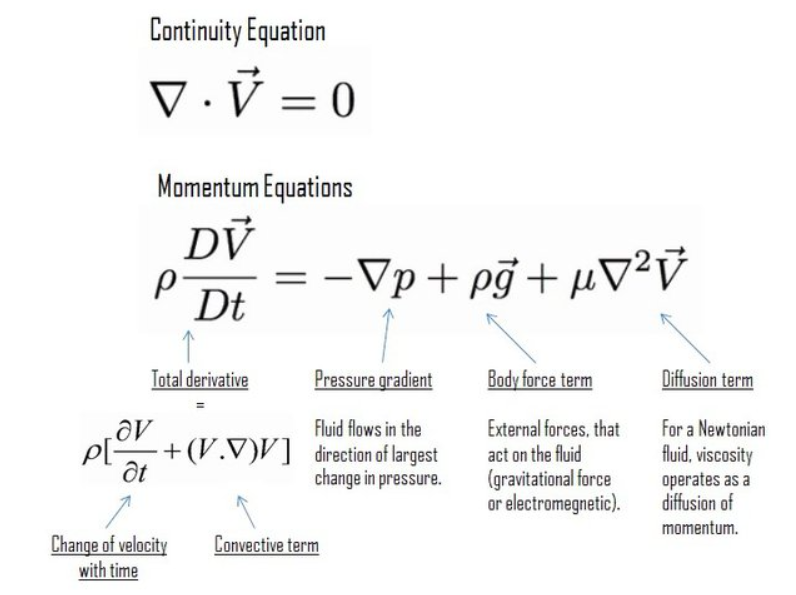 Continuity Equation
∇ · V⃗ = 0
Momentum Equations
ρ DV⃗/Dt = −∇p + ρg⃗ + μ∇²V⃗
Total derivative
=
ρ[∂V/∂t + (V.∇)V]
Change of velocity
with time
Convective term
Pressure gradient
Fluid flows in the
direction of largest
change in pressure.
Body force term
External forces, that
act on the fluid
(gravitational force
or electromegnetic).
Diffusion term
For a Newtonian
fluid, viscosity
operates as a
diffusion of
momentum.